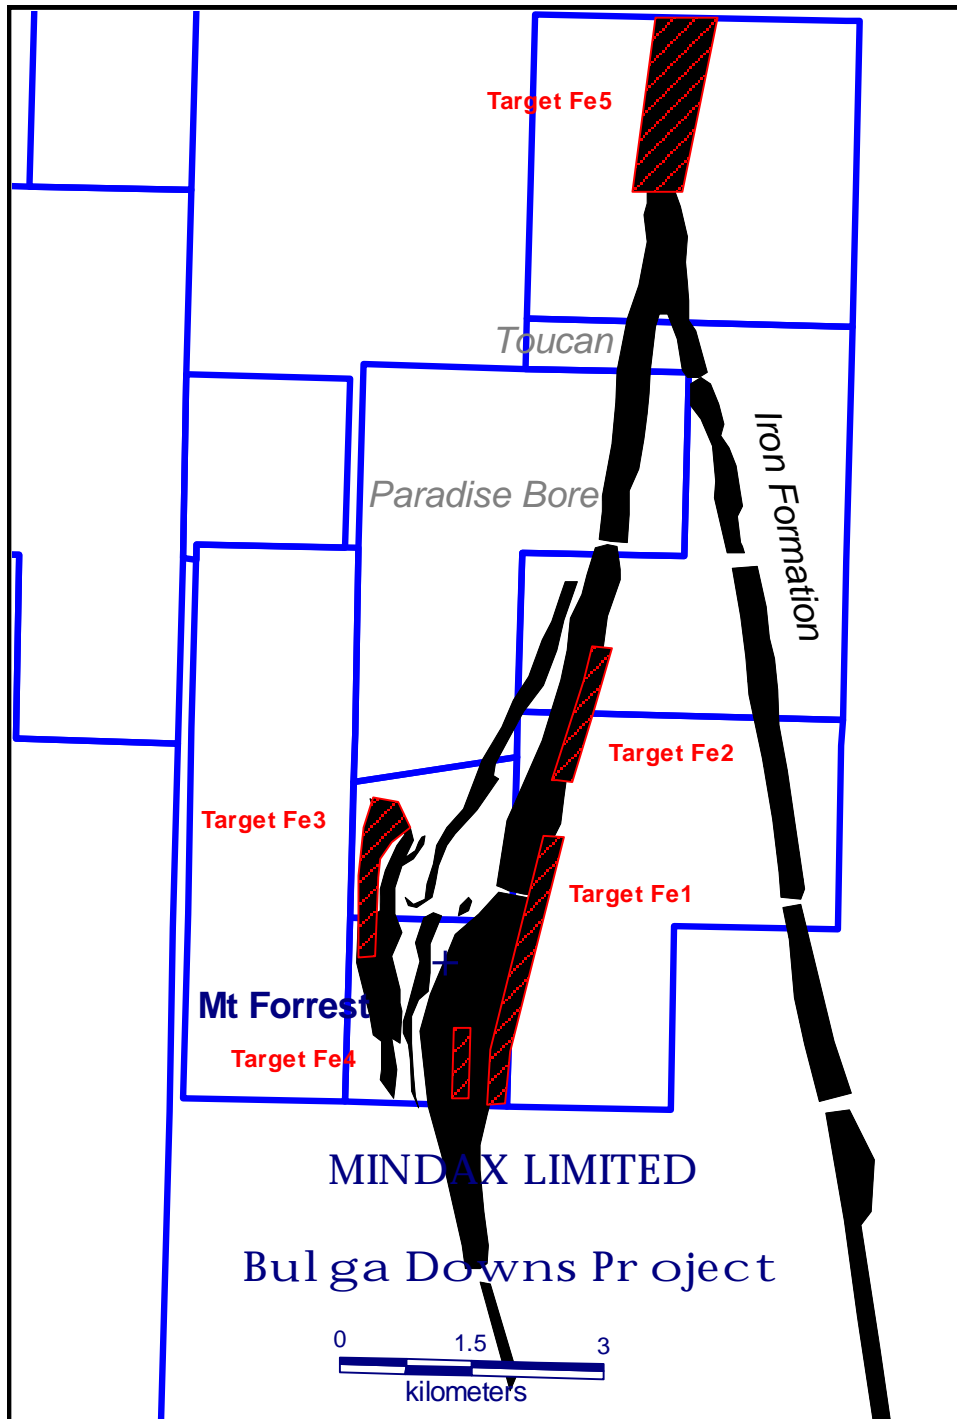 Target Fe5
Toucan
Iron Formation
Paradise Bore
Target Fe2
Target Fe3
Target Fe1
Mt Forrest
Target Fe4
MINDAX LIMITED
Bulga Downs Project
0 1.5 3
kilometers